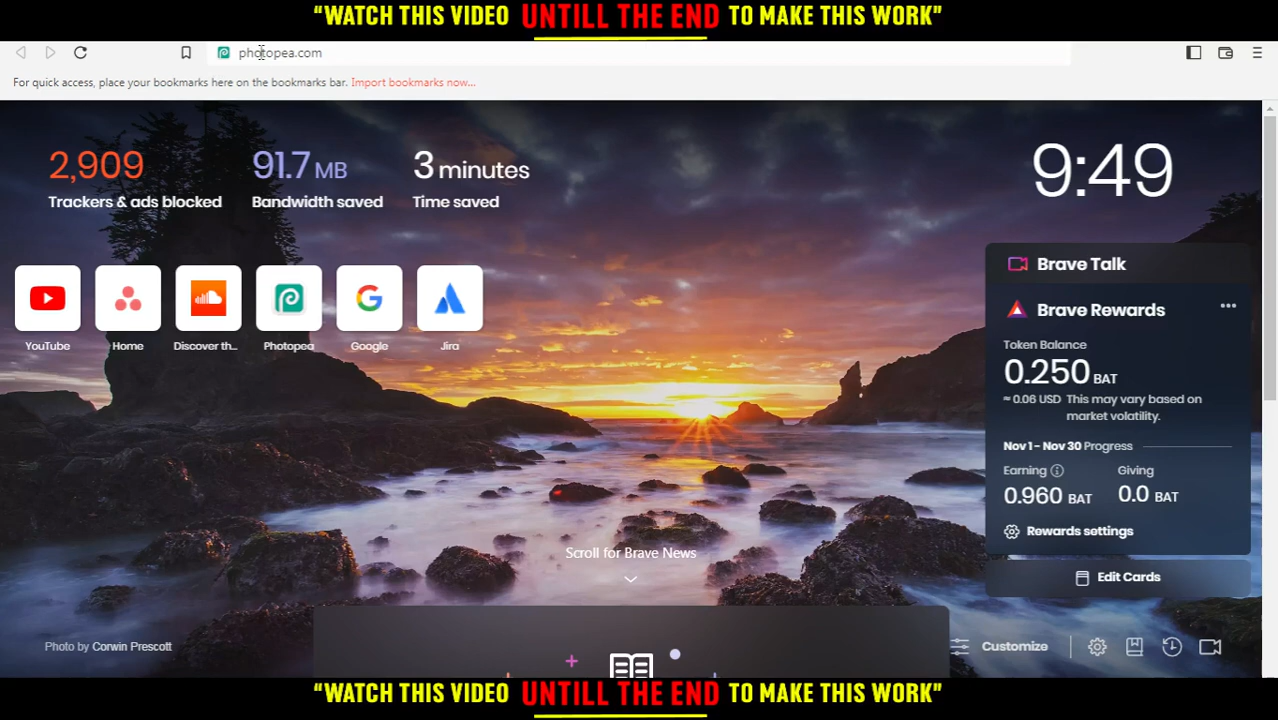 “WATCH THIS VIDEO UNTILL THE END TO MAKE THIS WORK”
photopea.com
For quick access, place your bookmarks here on the bookmarks bar. Import bookmarks now...
2,909
Trackers & ads blocked
91.7 MB
Bandwidth saved
3 minutes
Time saved
9:49
YouTube
Home
Discover th...
Photopea
Google
Jira
Brave Talk
Brave Rewards
Token Balance
0.250 BAT
≈ 0.06 USD This may vary based on
market volatility.
Nov 1 – Nov 30 Progress
Earning
0.960 BAT
Giving
0.0 BAT
Rewards settings
Edit Cards
Scroll for Brave News
Photo by Corwin Prescott
Customize
“WATCH THIS VIDEO UNTILL THE END TO MAKE THIS WORK”